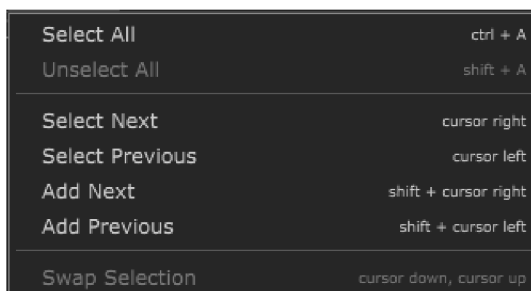 Select All ctrl + A
Unselect All shift + A
Select Next cursor right
Select Previous cursor left
Add Next shift + cursor right
Add Previous shift + cursor left
Swap Selection cursor down, cursor up